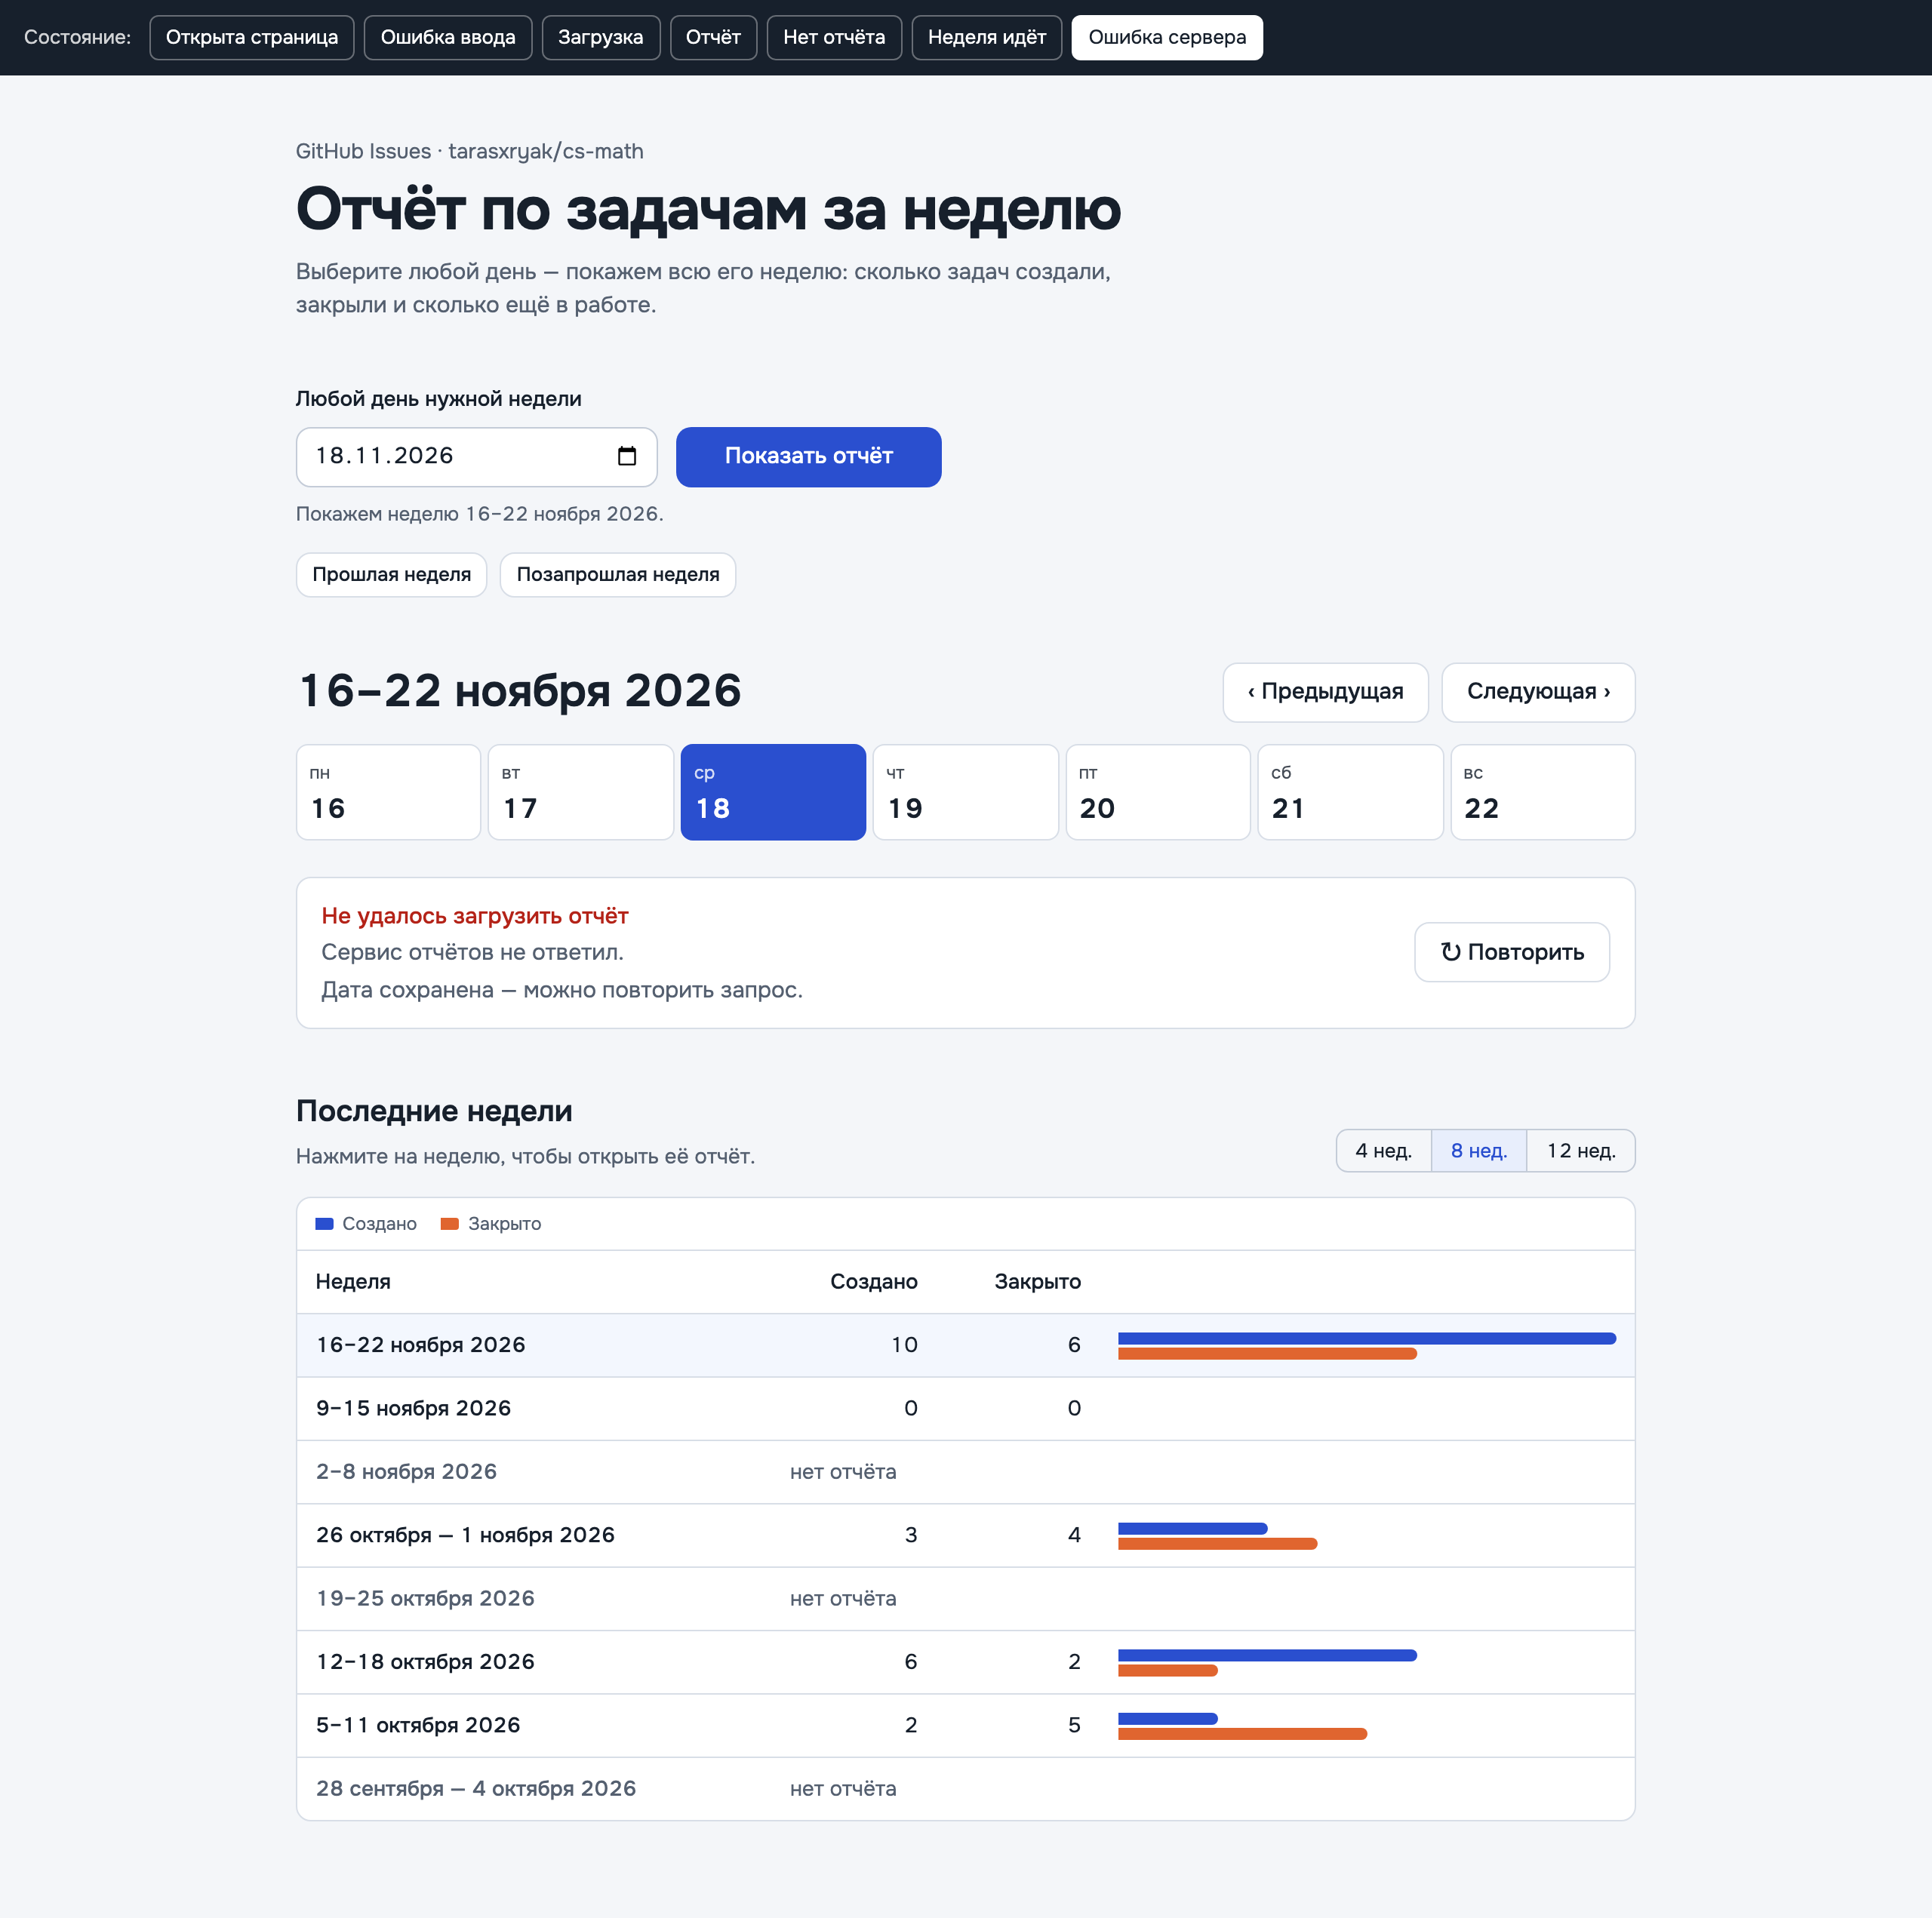 Состояние: Открыта страница Ошибка ввода Загрузка Отчёт Нет отчёта Неделя идёт Ошибка сервера
GitHub Issues · tarasxryak/cs-math
Отчёт по задачам за неделю
Выберите любой день — покажем всю его неделю: сколько задач создали,
закрыли и сколько ещё в работе.
Любой день нужной недели
18.11.2026 Показать отчёт
Покажем неделю 16–22 ноября 2026.
Прошлая неделя Позапрошлая неделя
16–22 ноября 2026 ‹ Предыдущая Следующая ›
пн вт ср чт пт сб вс
16 17 18 19 20 21 22
Не удалось загрузить отчёт
Сервис отчётов не ответил.
Дата сохранена — можно повторить запрос.
↻ Повторить
Последние недели
Нажмите на неделю, чтобы открыть её отчёт.
4 нед. 8 нед. 12 нед.
Создано Закрыто
Неделя Создано Закрыто
16–22 ноября 2026 10 6
9–15 ноября 2026 0 0
2–8 ноября 2026 нет отчёта
26 октября — 1 ноября 2026 3 4
19–25 октября 2026 нет отчёта
12–18 октября 2026 6 2
5–11 октября 2026 2 5
28 сентября — 4 октября 2026 нет отчёта